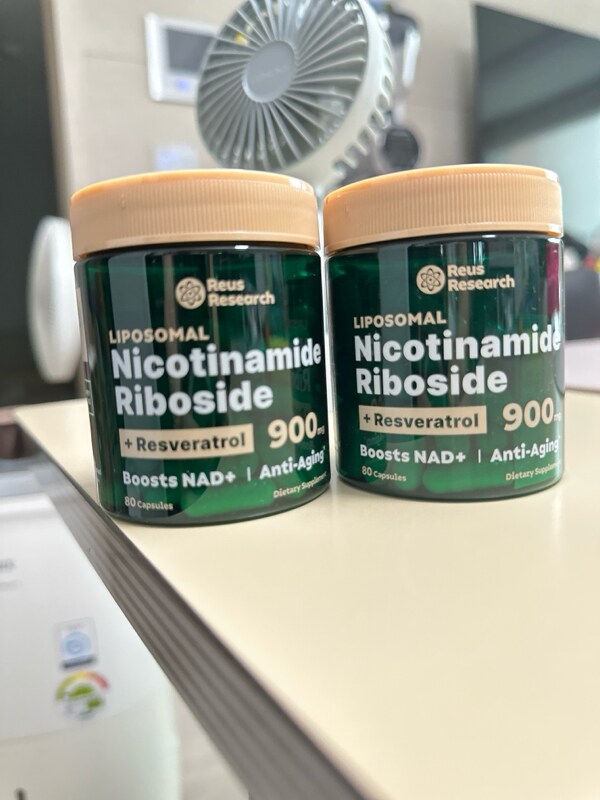 Reus
Research
LIPOSOMAL
Nicotinamide
Riboside
+ Resveratrol
900mg
Boosts NAD+ | Anti-Aging*
80 Capsules
Dietary Supplement
Reus
Research
LIPOSOMAL
Nicotinamide
Riboside
+ Resveratrol
900mg
Boosts NAD+ | Anti-Aging*
80 Capsules
Dietary Supplement